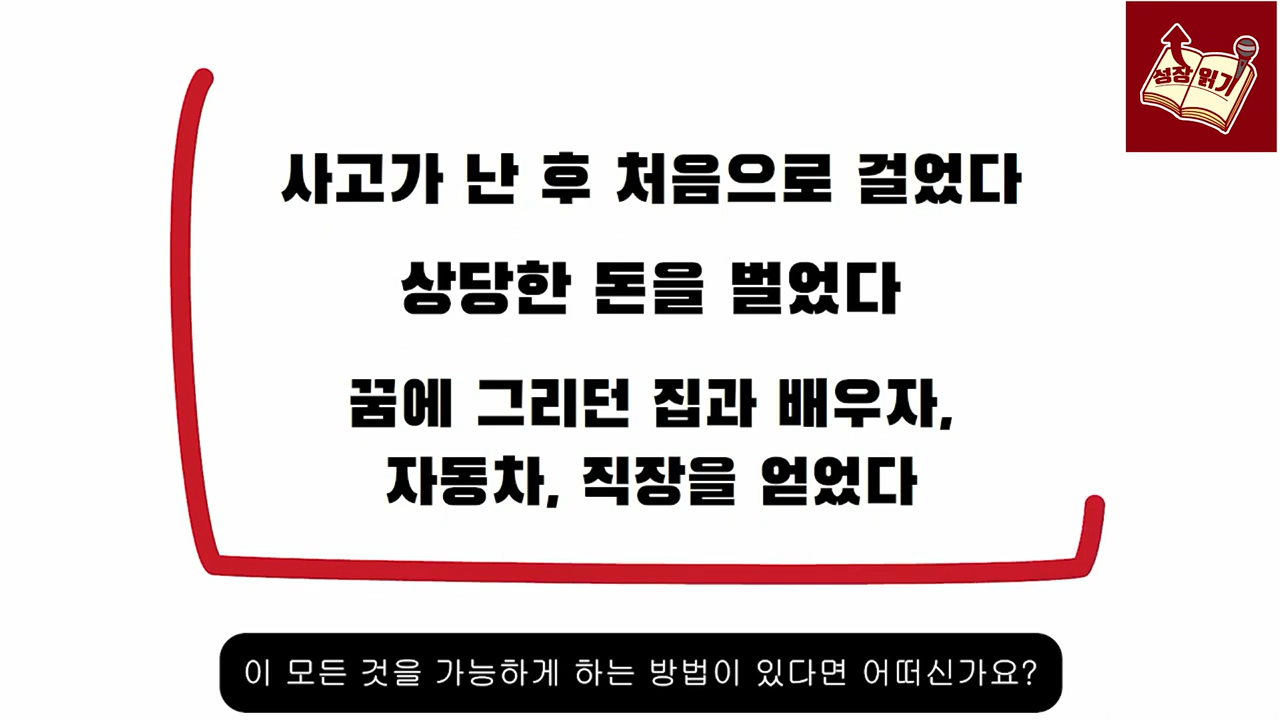 성장 읽기
사고가 난 후 처음으로 걸었다
상당한 돈을 벌었다
꿈에 그리던 집과 배우자,
자동차, 직장을 얻었다
이 모든 것을 가능하게 하는 방법이 있다면 어떠신가요?